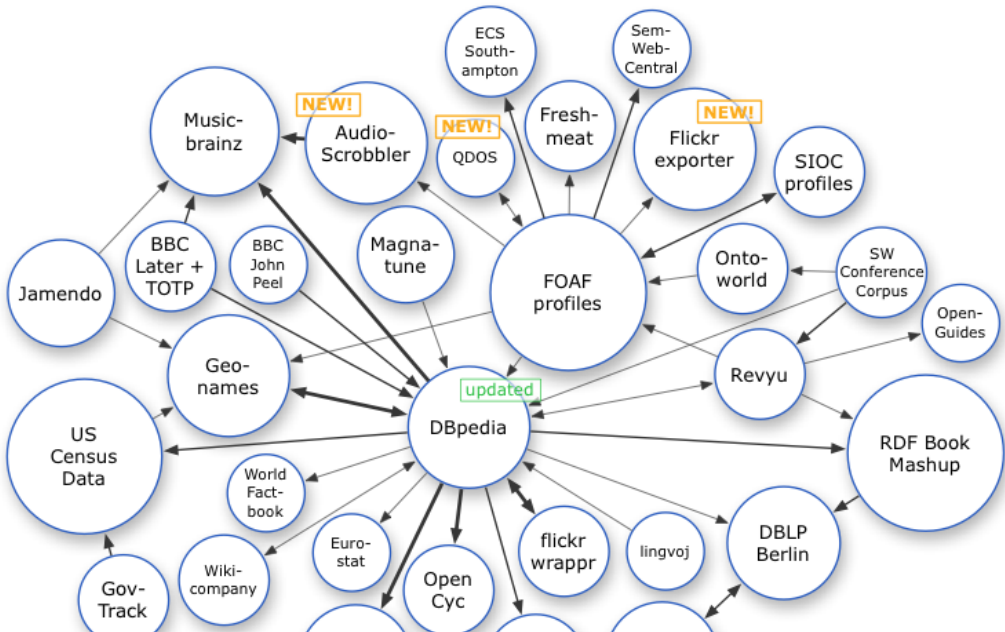 ECS
South-
ampton
Sem-
Web-
Central
NEW!
Music-
brainz
Audio-
Scrobbler
NEW!
QDOS
Fresh-
meat
NEW!
Flickr
exporter
SIOC
profiles
Jamendo
BBC
Later +
TOTP
BBC
John
Peel
Magna-
tune
FOAF
profiles
Onto-
world
SW
Conference
Corpus
Open-
Guides
Geo-
names
updated
DBpedia
Revyu
US
Census
Data
RDF Book
Mashup
World
Fact-
book
Euro-
stat
Wiki-
company
Open
Cyc
flickr
wrappr
lingvoj
DBLP
Berlin
Gov-
Track